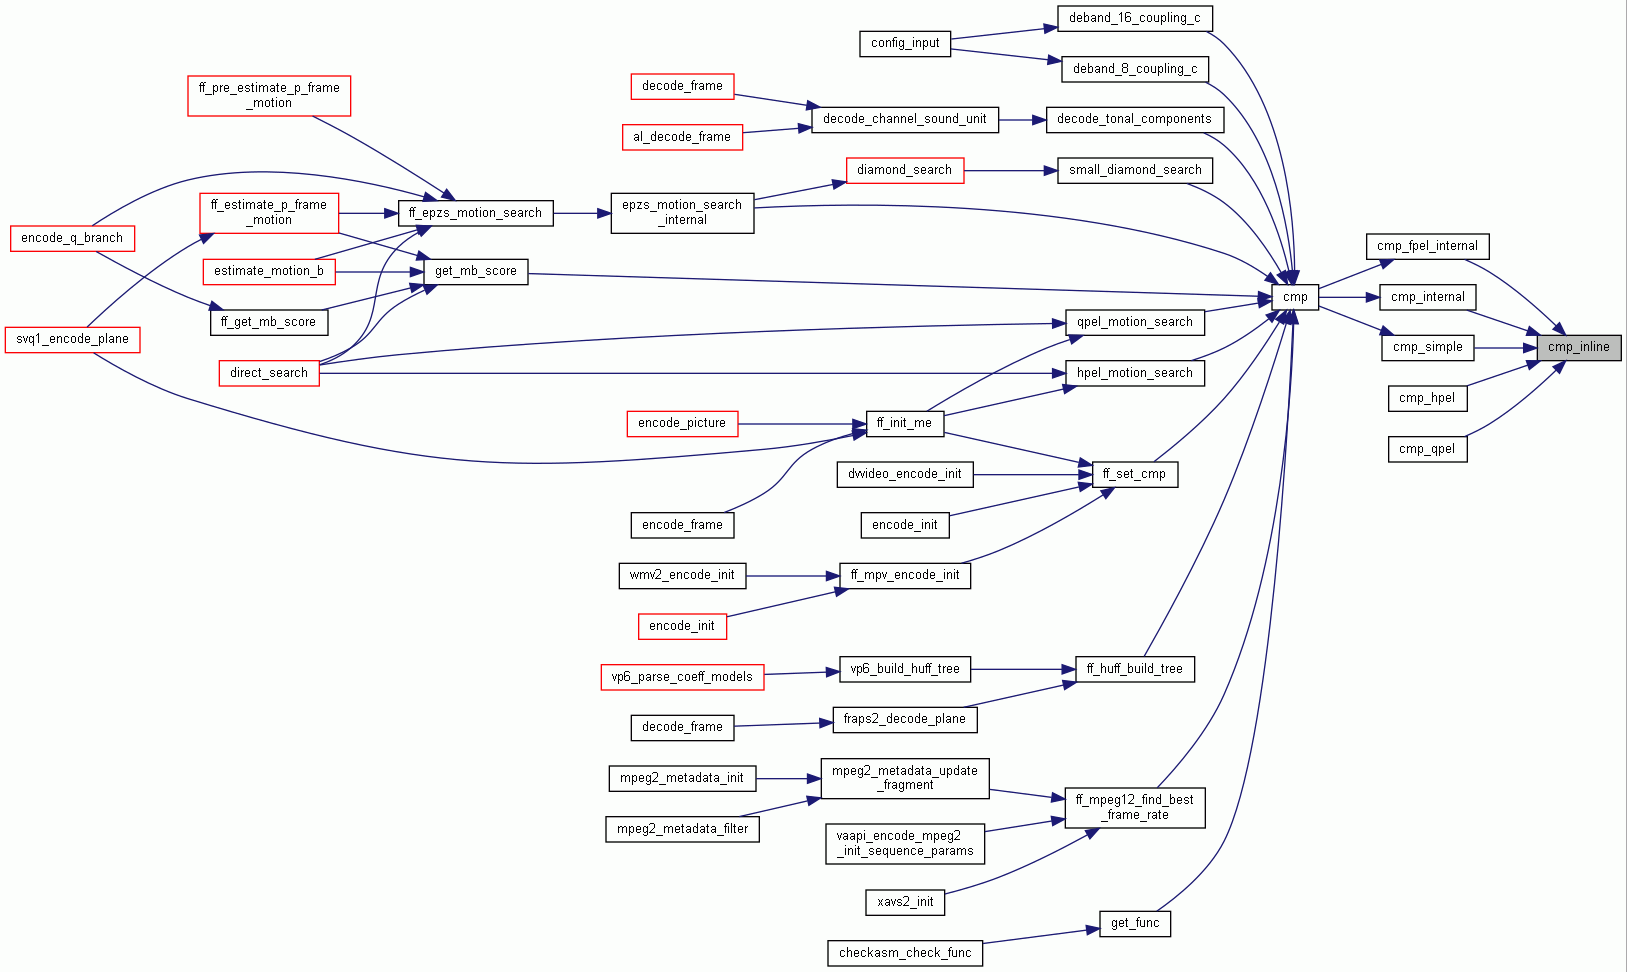 deband_16_coupling_c
config_input
deband_8_coupling_c
decode_frame
ff_pre_estimate_p_frame
_motion
decode_channel_sound_unit
decode_tonal_components
al_decode_frame
diamond_search
small_diamond_search
ff_estimate_p_frame
_motion
ff_epzs_motion_search
epzs_motion_search
_internal
encode_q_branch
cmp_fpel_internal
estimate_motion_b
get_mb_score
cmp
cmp_internal
ff_get_mb_score
qpel_motion_search
svq1_encode_plane
cmp_simple
cmp_inline
direct_search
hpel_motion_search
cmp_hpel
encode_picture
ff_init_me
cmp_qpel
dwideo_encode_init
ff_set_cmp
encode_frame
encode_init
wmv2_encode_init
ff_mpv_encode_init
encode_init
vp6_parse_coeff_models
vp6_build_huff_tree
ff_huff_build_tree
decode_frame
fraps2_decode_plane
mpeg2_metadata_init
mpeg2_metadata_update
_fragment
ff_mpeg12_find_best
_frame_rate
mpeg2_metadata_filter
vaapi_encode_mpeg2
_init_sequence_params
xavs2_init
get_func
checkasm_check_func